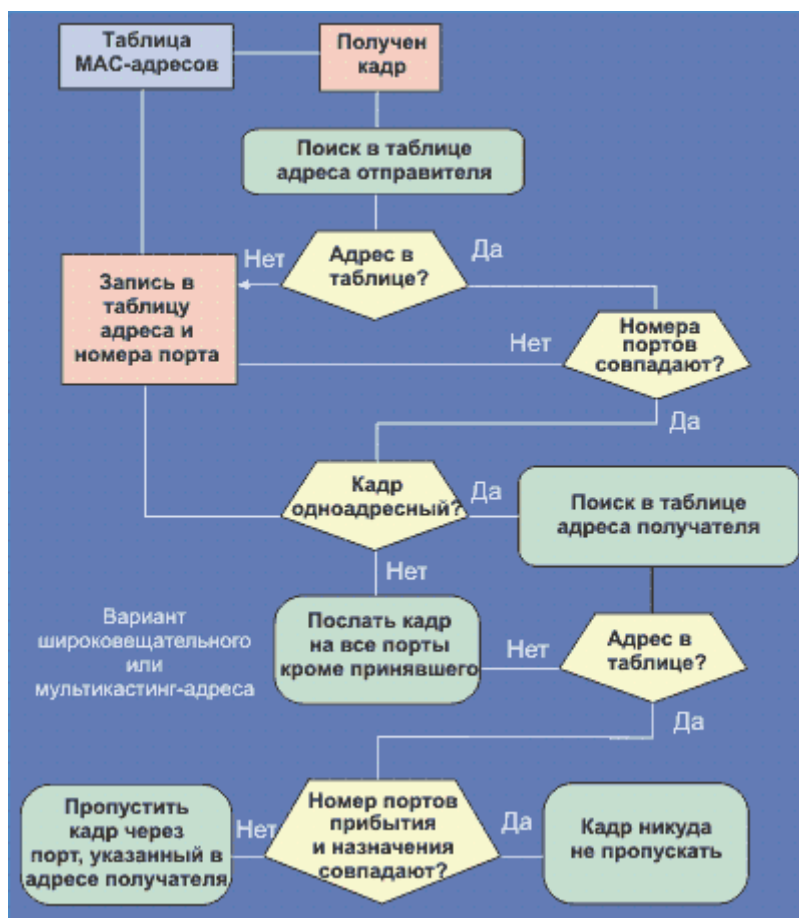 Таблица
MAC-адресов
Получен
кадр
Поиск в таблице
адреса отправителя
Нет
Адрес в
таблице?
Да
Запись в
таблицу
адреса и
номера порта
Нет
Номера
портов
совпадают?
Да
Кадр
одноадресный?
Да
Поиск в таблице
адреса получателя
Нет
Вариант
широковещательного
или
мультикастинг-адреса
Послать кадр
на все порты
кроме принявшего
Нет
Адрес в
таблице?
Да
Пропустить
кадр через
порт, указанный в
адресе получателя
Нет
Номер портов
прибытия
и назначения
совпадают?
Да
Кадр никуда
не пропускать